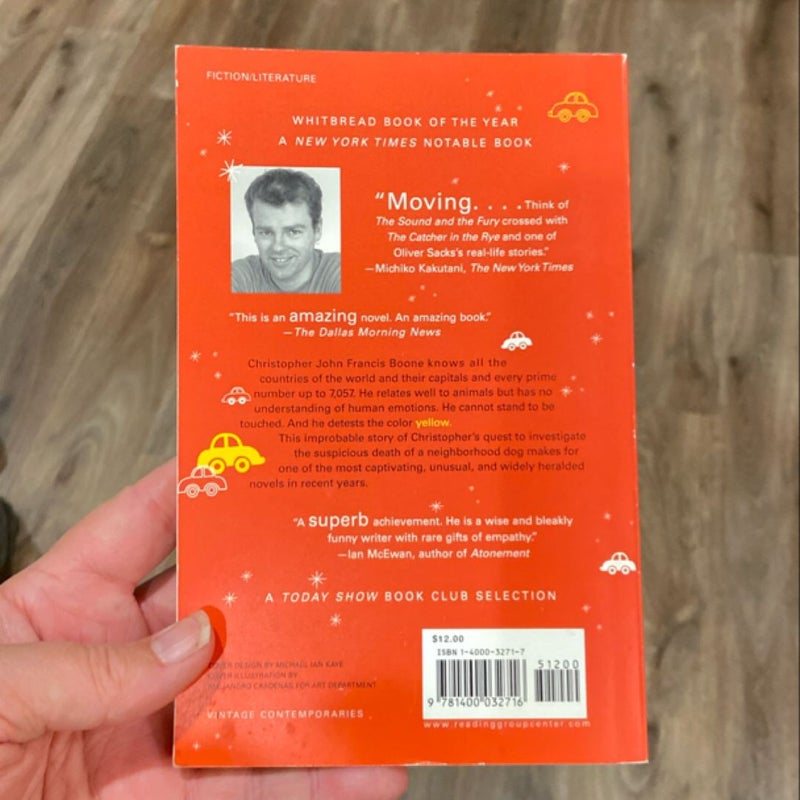 FICTION/LITERATURE
WHITBREAD BOOK OF THE YEAR
A NEW YORK TIMES NOTABLE BOOK
“Moving. . . . Think of
The Sound and the Fury crossed with
The Catcher in the Rye and one of
Oliver Sacks's real-life stories.”
—Michiko Kakutani, The New York Times
“This is an amazing novel. An amazing book.”
—The Dallas Morning News
Christopher John Francis Boone knows all the
countries of the world and their capitals and every prime
number up to 7,057. He relates well to animals but has no
understanding of human emotions. He cannot stand to be
touched. And he detests the color yellow.
This improbable story of Christopher's quest to investigate
the suspicious death of a neighborhood dog makes for
one of the most captivating, unusual, and widely heralded
novels in recent years.
“A superb achievement. He is a wise and bleakly
funny writer with rare gifts of empathy.”
—Ian McEwan, author of Atonement
A TODAY SHOW BOOK CLUB SELECTION
$12.00
ISBN 1-4000-3271-7
51200
9 781400 032716
COVER DESIGN BY MICHAEL IAN KAYE
COVER ILLUSTRATION BY
ALEJANDRO CARDENAS FOR ART DEPARTMENT
VINTAGE CONTEMPORARIES
www.readinggroupcenter.com